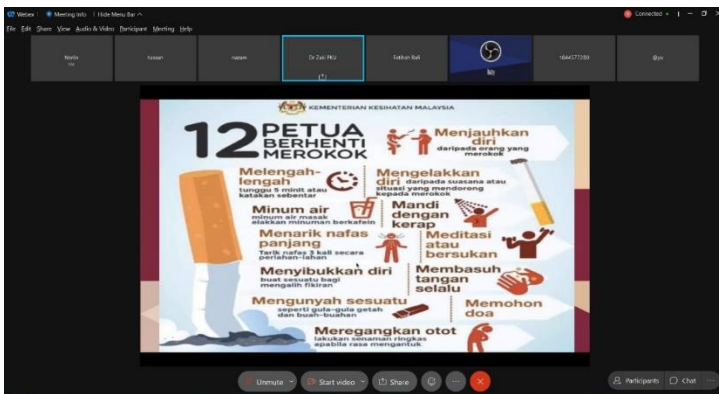 Webex
Meeting Info
Hide Menu Bar
Connected
File Edit Share View Audio & Video Participant Meeting Help
Norlin
hassan
Dr Zaki PKU
Fatihah Rafi
KEMENTERIAN KESIHATAN MALAYSIA
12 PETUA
BERHENTI
MEROKOK
Menjauhkan
diri
daripada orang yang
merokok
Melengah-
lengah
tunggu 5 minit atau
katakan sebentar
Mengelakkan
diri daripada suasana atau
situasi yang mendorong
kepada merokok
Minum air
minum air masak
elakkan minuman berkafein
Mandi
dengan
kerap
Menarik nafas
panjang
Tarik nafas 3 kali secara
perlahan-lahan
Meditasi
atau
bersukan
Menyibukkan diri
buat sesuatu bagi
mengalih fikiran
Membasuh
tangan
selalu
Mengunyah sesuatu
seperti gula-gula getah
dan buah-buahan
Memohon
doa
Meregangkan otot
lakukan senaman ringkas
apabila rasa mengantuk
Unmute
Start video
Share
Participants
Chat